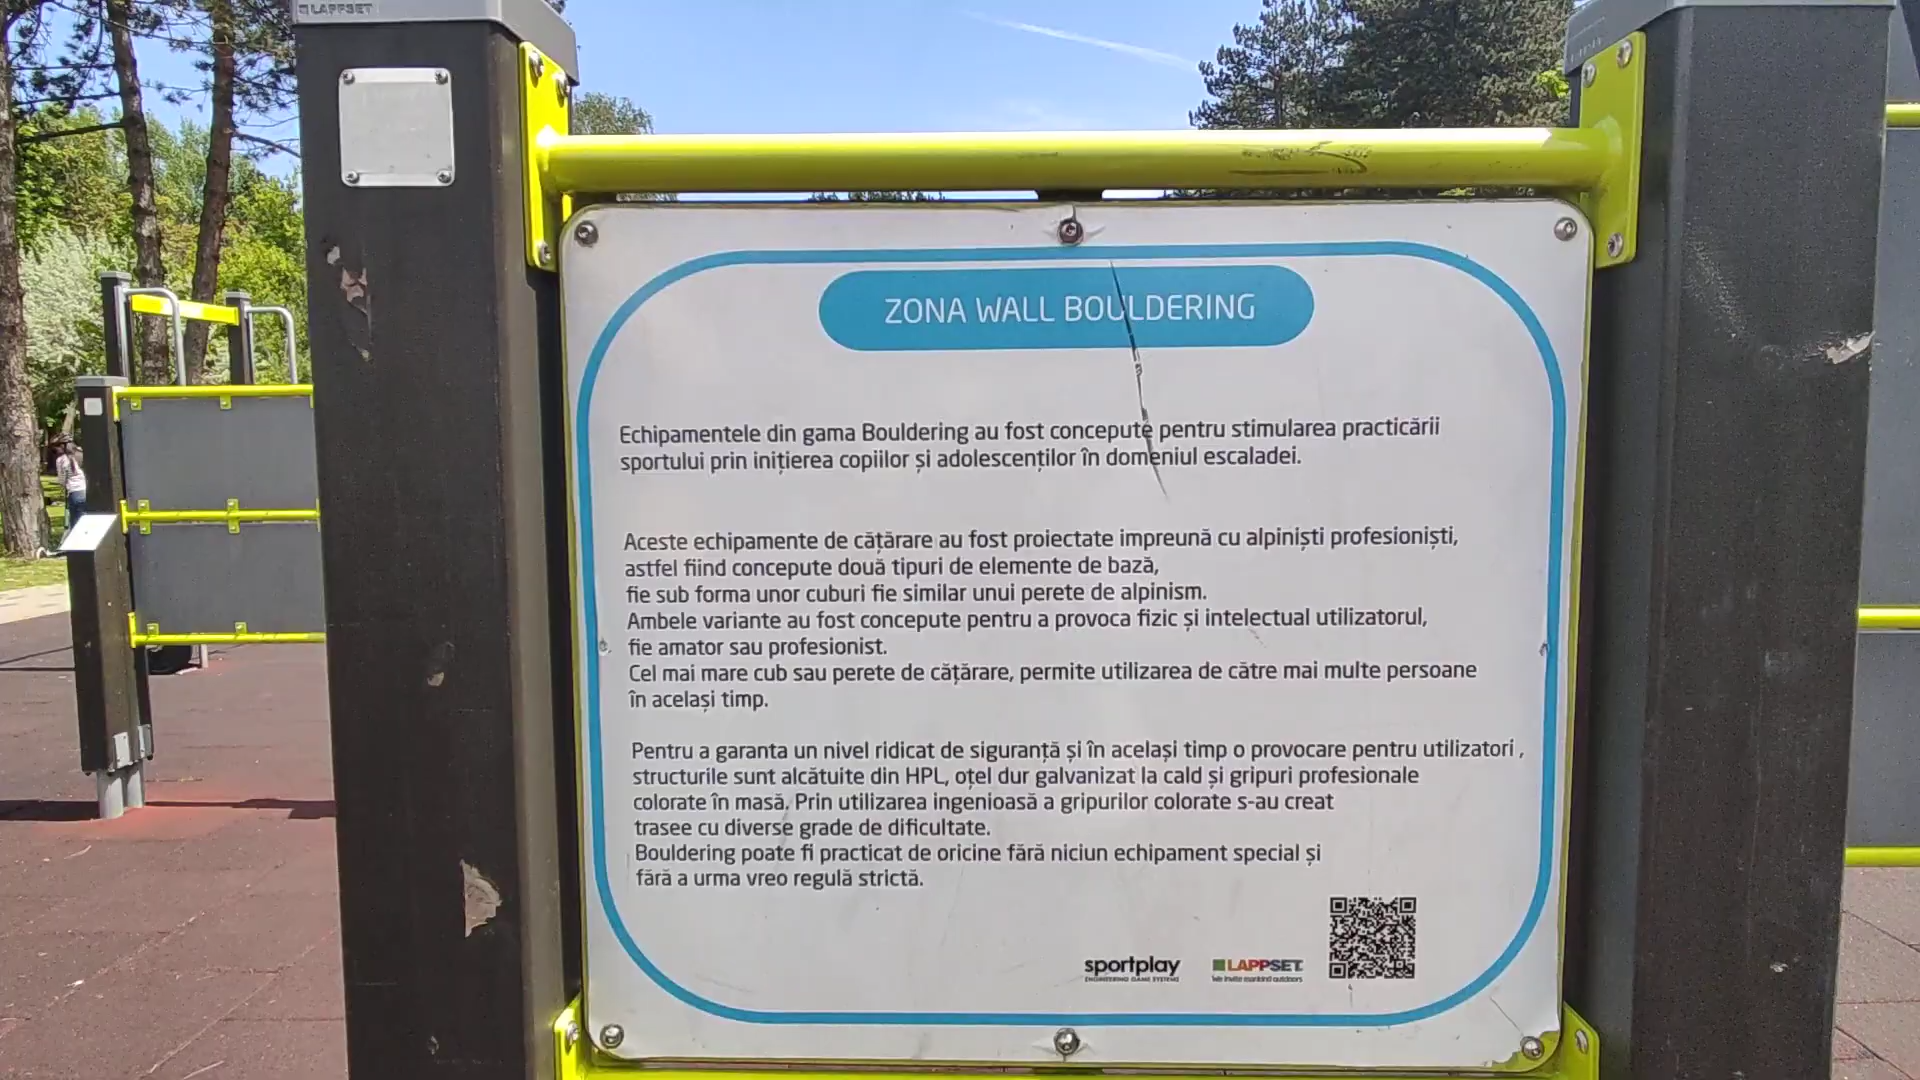 LAPPSET
ZONA WALL BOULDERING
Echipamentele din gama Bouldering au fost concepute pentru stimularea practicării
sportului prin inițierea copiilor și adolescenților în domeniul escaladei.
Aceste echipamente de cățărare au fost proiectate impreună cu alpiniști profesioniști,
astfel fiind concepute două tipuri de elemente de bază,
fie sub forma unor cuburi fie similar unui perete de alpinism.
Ambele variante au fost concepute pentru a provoca fizic și intelectual utilizatorul,
fie amator sau profesionist.
Cel mai mare cub sau perete de cățărare, permite utilizarea de către mai multe persoane
în același timp.
Pentru a garanta un nivel ridicat de siguranță și în același timp o provocare pentru utilizatori ,
structurile sunt alcătuite din HPL, oțel dur galvanizat la cald și gripuri profesionale
colorate în masă. Prin utilizarea ingenioasă a gripurilor colorate s-au creat
trasee cu diverse grade de dificultate.
Bouldering poate fi practicat de oricine fără niciun echipament special și
fără a urma vreo regulă strictă.
sportplay LAPPSET
ENGINEERING GAME SYSTEMS We invite mankind outdoors